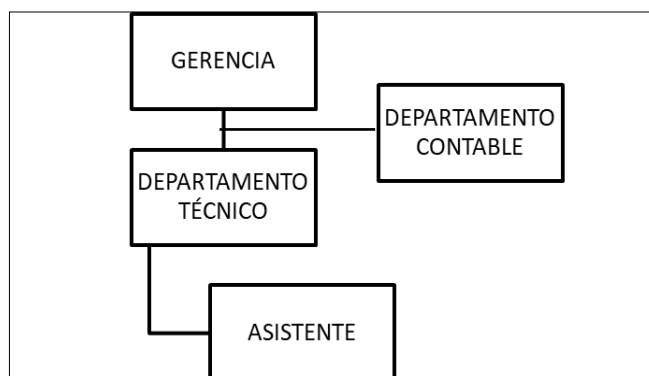 GERENCIA
DEPARTAMENTO
CONTABLE
DEPARTAMENTO
TÉCNICO
ASISTENTE